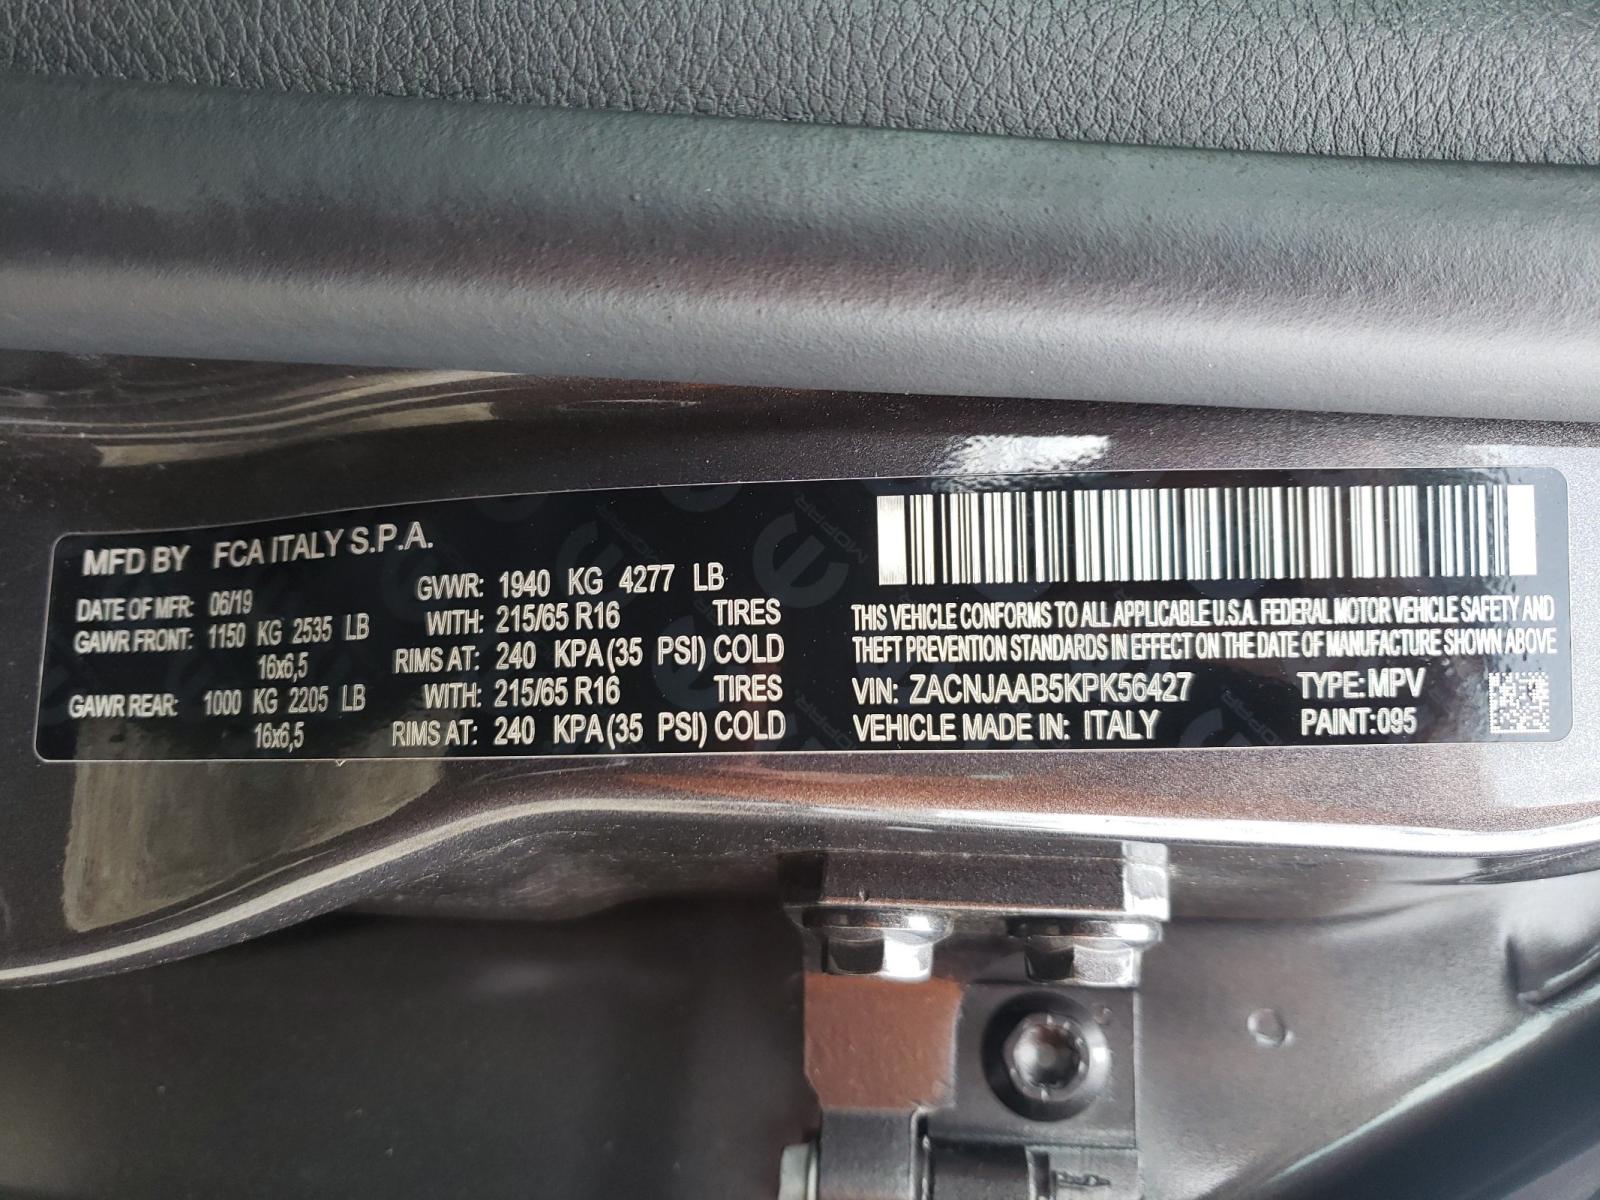 MFD BY FCA ITALY S.P.A.
DATE OF MFR: 06/19 GVWR: 1940 KG 4277 LB
GAWR FRONT: 1150 KG 2535 LB WITH: 215/65 R16 TIRES
16x6,5 RIMS AT: 240 KPA (35 PSI) COLD
GAWR REAR: 1000 KG 2205 LB WITH: 215/65 R16 TIRES
16x6,5 RIMS AT: 240 KPA (35 PSI) COLD
THIS VEHICLE CONFORMS TO ALL APPLICABLE U.S.A. FEDERAL MOTOR VEHICLE SAFETY AND
THEFT PREVENTION STANDARDS IN EFFECT ON THE DATE OF MANUFACTURE SHOWN ABOVE
VIN: ZACNJAAB5KPK56427 TYPE: MPV
VEHICLE MADE IN: ITALY PAINT: 095
MOPAR